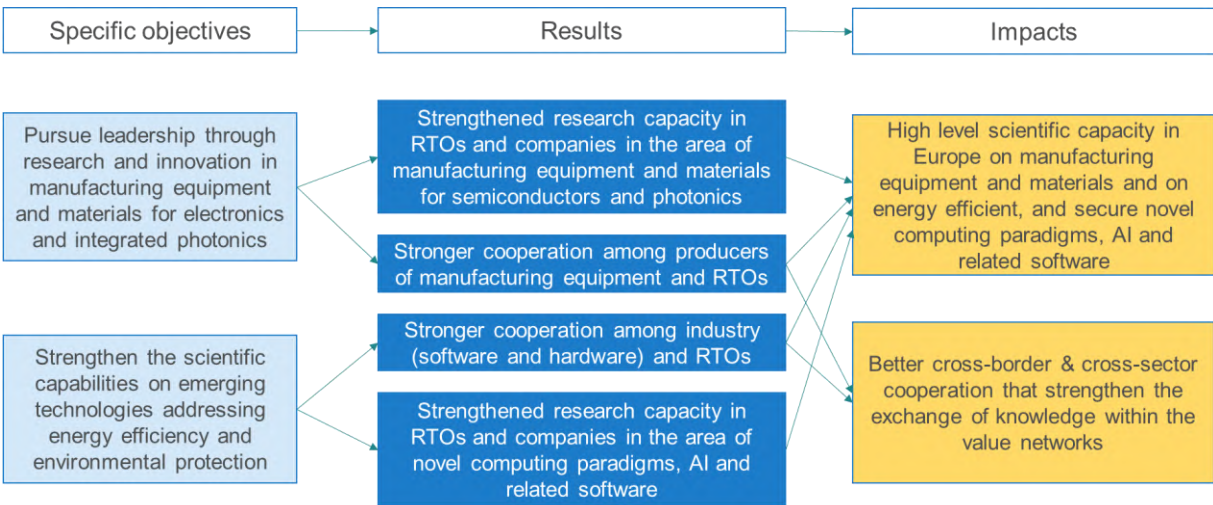 Specific objectives
Results
Impacts
Pursue leadership through
research and innovation in
manufacturing equipment
and materials for electronics
and integrated photonics
Strengthen the scientific
capabilities on emerging
technologies addressing
energy efficiency and
environmental protection
Strengthened research capacity in
RTOs and companies in the area of
manufacturing equipment and materials
for semiconductors and photonics
Stronger cooperation among producers
of manufacturing equipment and RTOs
Stronger cooperation among industry
(software and hardware) and RTOs
Strengthened research capacity in
RTOs and companies in the area of
novel computing paradigms, AI and
related software
High level scientific capacity in
Europe on manufacturing
equipment and materials and on
energy efficient, and secure novel
computing paradigms, AI and
related software
Better cross-border & cross-sector
cooperation that strengthen the
exchange of knowledge within the
value networks